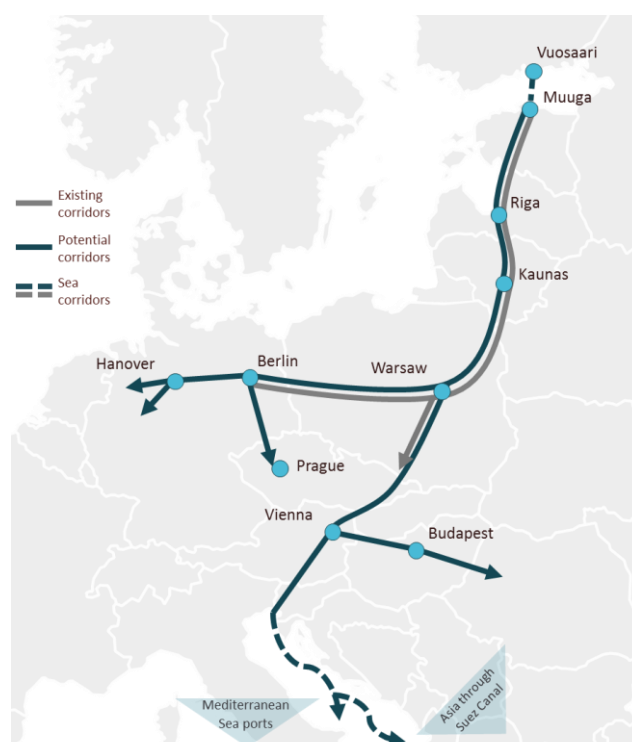 Vuosaari
Muuga
Existing
corridors
Riga
Potential
corridors
Sea
corridors
Kaunas
Hanover
Berlin
Warsaw
Prague
Vienna
Budapest
Mediterranean
Sea ports
Asia through
Suez Canal